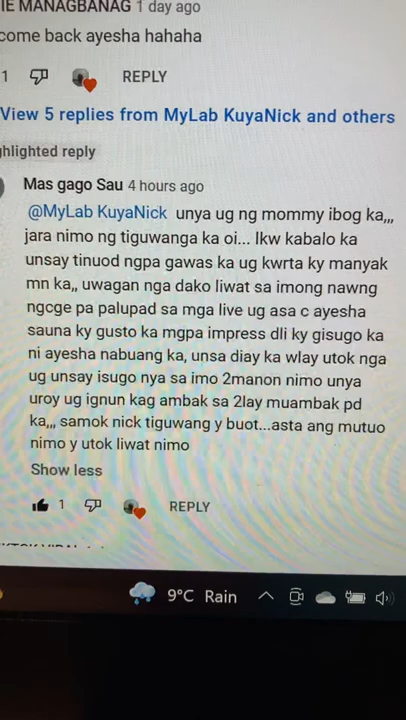 IE MANAGBANAG 1 day ago
come back ayesha hahaha
1 REPLY
View 5 replies from MyLab KuyaNick and others
ghlighted reply
Mas gago Sau 4 hours ago
@MyLab KuyaNick unya ug ng mommy ibog ka,,,
jara nimo ng tiguwanga ka oi... Ikw kabalo ka
unsay tinuod ngpa gawas ka ug kwrta ky manyak
mn ka,, uwagan nga dako liwat sa imong nawng
ngcge pa palupad sa mga live ug asa c ayesha
sauna ky gusto ka mgpa impress dli ky gisugo ka
ni ayesha nabuang ka, unsa diay ka wlay utok nga
ug unsay isugo nya sa imo 2manon nimo unya
uroy ug ignun kag ambak sa 2lay muambak pd
ka,,, samok nick tiguwang y buot...asta ang mutuo
nimo y utok liwat nimo
Show less
1 REPLY
9°C Rain